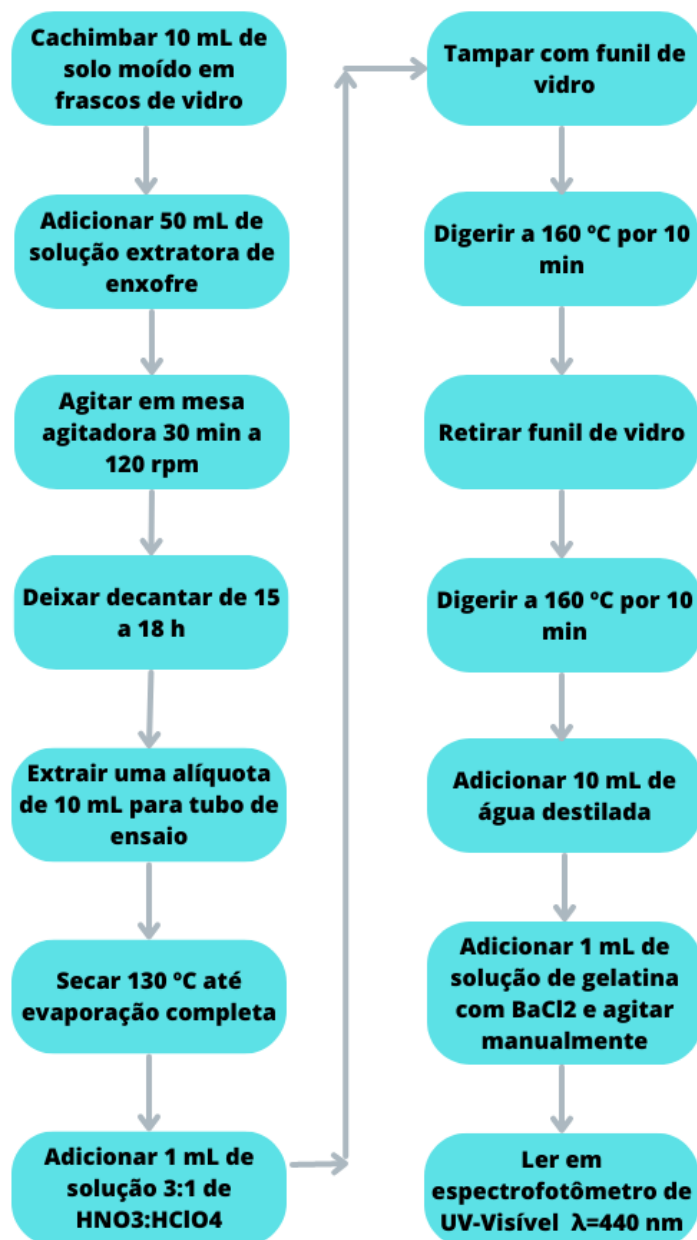 Cachimbar 10 mL de
solo moído em
frascos de vidro
Adicionar 50 mL de
solução extratora de
enxofre
Agitar em mesa
agitadora 30 min a
120 rpm
Deixar decantar de 15
a 18 h
Extrair uma alíquota
de 10 mL para tubo de
ensaio
Secar 130 ºC até
evaporação completa
Adicionar 1 mL de
solução 3:1 de
HNO3:HClO4
Tampar com funil de
vidro
Digerir a 160 ºC por 10
min
Retirar funil de vidro
Digerir a 160 ºC por 10
min
Adicionar 10 mL de
água destilada
Adicionar 1 mL de
solução de gelatina
com BaCl2 e agitar
manualmente
Ler em
espectrofotômetro de
UV-Visível λ=440 nm